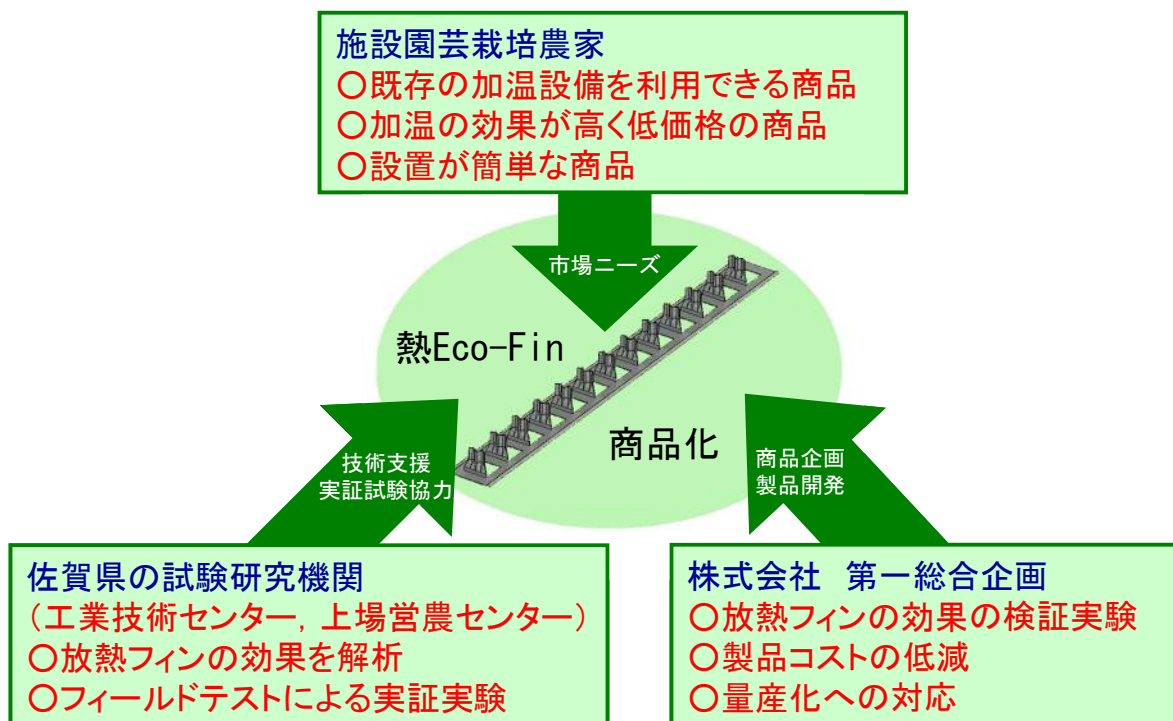 施設園芸栽培農家
○既存の加温設備を利用できる商品
○加温の効果が高く低価格の商品
○設置が簡単な商品
市場ニーズ
熱Eco-Fin
商品化
技術支援
実証試験協力
商品企画
製品開発
佐賀県の試験研究機関
（工業技術センター, 上場営農センター）
○放熱フィンの効果を解析
○フィールドテストによる実証実験
株式会社　第一総合企画
○放熱フィンの効果の検証実験
○製品コストの低減
○量産化への対応